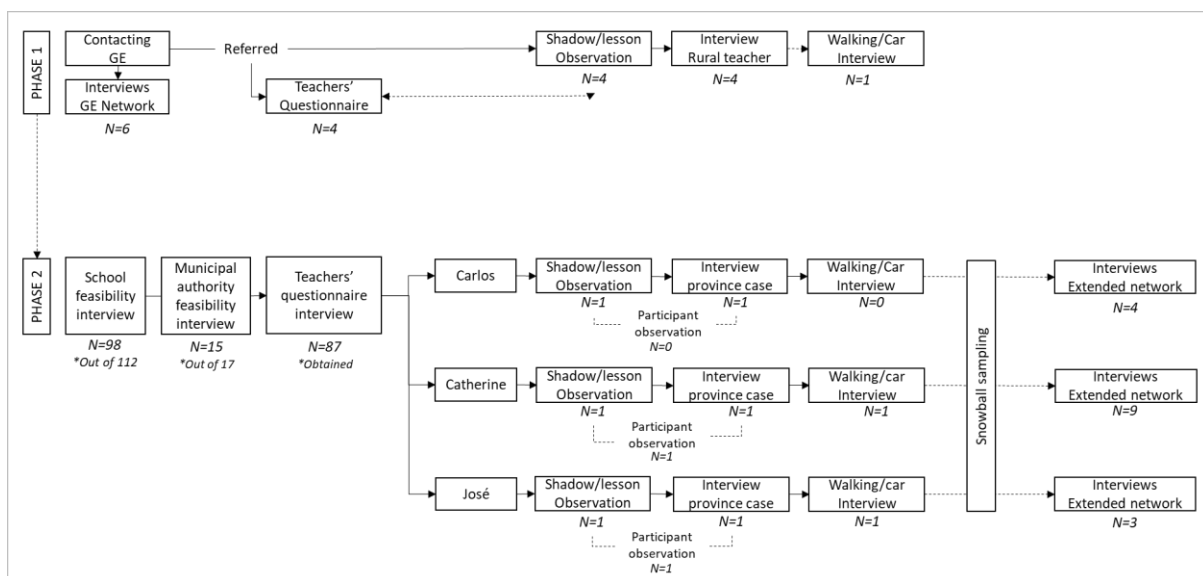 PHASE 1
Contacting
GE
Referred
Shadow/lesson
Observation
N=4
Interview
Rural teacher
N=4
Walking/Car
Interview
N=1
Interviews
GE Network
N=6
Teachers'
Questionnaire
N=4
PHASE 2
School
feasibility
interview
N=98
*Out of 112
Municipal
authority
feasibility
interview
N=15
*Out of 17
Teachers'
questionnaire
interview
N=87
*Obtained
Carlos
Shadow/lesson
Observation
N=1
Interview
province case
N=1
Walking/Car
Interview
N=0
Participant
observation
N=0
Catherine
Shadow/lesson
Observation
N=1
Interview
province case
N=1
Walking/car
Interview
N=1
Participant
observation
N=1
José
Shadow/lesson
Observation
N=1
Interview
province case
N=1
Walking/car
Interview
N=1
Participant
observation
N=1
Snowball sampling
Interviews
Extended network
N=4
Interviews
Extended network
N=9
Interviews
Extended network
N=3